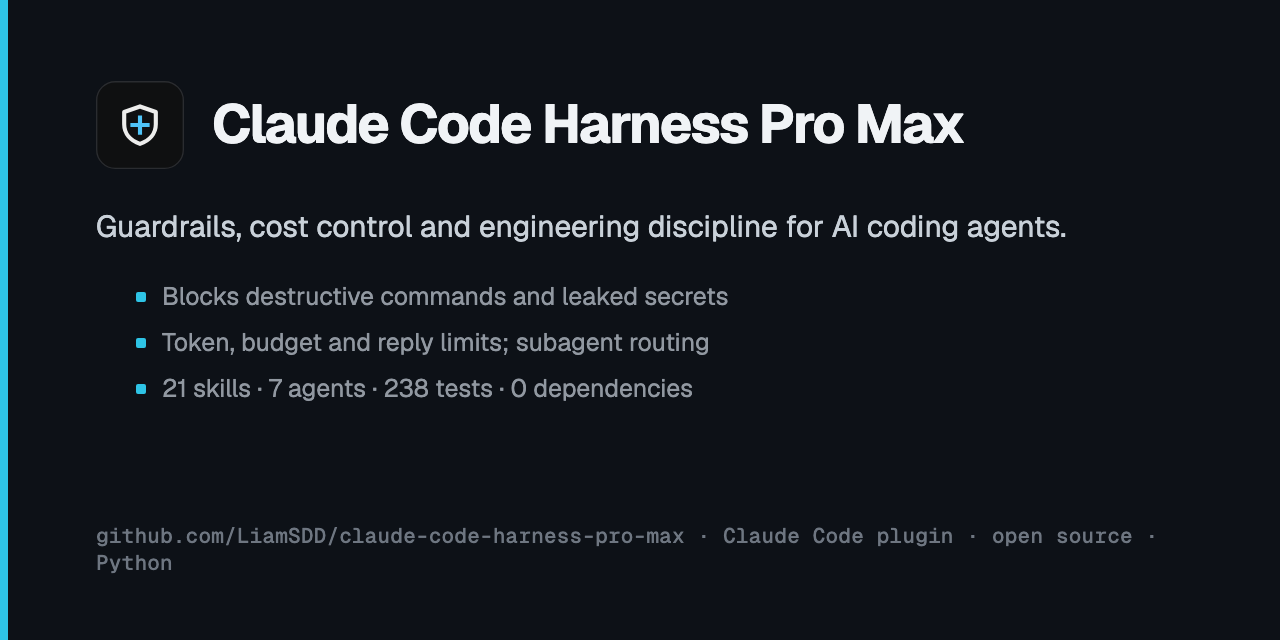 Claude Code Harness Pro Max
Guardrails, cost control and engineering discipline for AI coding agents.
Blocks destructive commands and leaked secrets
Token, budget and reply limits; subagent routing
21 skills · 7 agents · 238 tests · 0 dependencies
github.com/LiamSDD/claude-code-harness-pro-max · Claude Code plugin · open source ·
Python